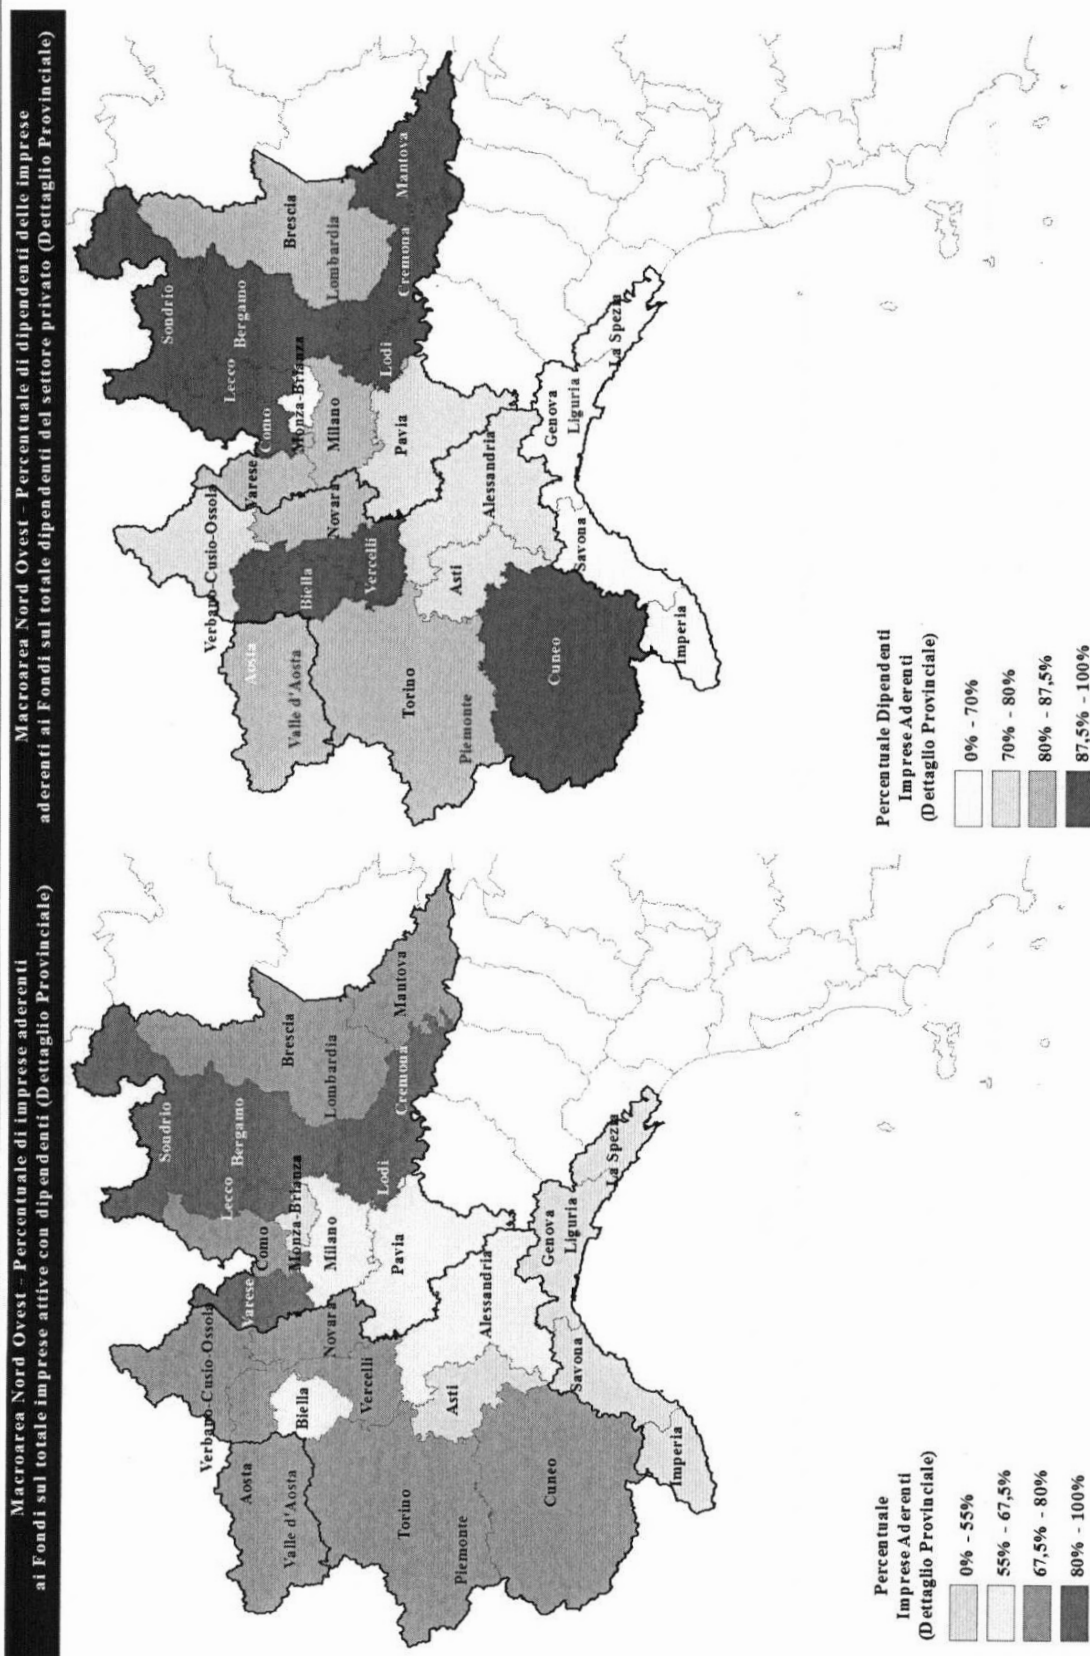 Macroarea Nord Ovest - Percentuale di imprese aderenti
ai Fondi sul totale imprese attive con dipendenti (Dettaglio Provinciale)
Verbano-Cusio-Ossola
Aosta
Valle d'Aosta
Biella
Novara
Vercelli
Torino
Piemonte
Cuneo
Asti
Alessandria
Varese
Como
Lecco
Sondrio
Bergamo
Monza-Brianza
Milano
Pavia
Lodi
Brescia
Lombardia
Cremona
Mantova
Imperia
Savona
Genova
Liguria
La Spezia
Percentuale
Imprese Aderenti
(Dettaglio Provinciale)
0% - 55%
55% - 67,5%
67,5% - 80%
80% - 100%
Macroarea Nord Ovest - Percentuale di dipendenti delle imprese
aderenti ai Fondi sul totale dipendenti del settore privato (Dettaglio Provinciale)
Verbano-Cusio-Ossola
Aosta
Valle d'Aosta
Biella
Novara
Vercelli
Torino
Piemonte
Cuneo
Asti
Alessandria
Varese
Como
Lecco
Sondrio
Bergamo
Monza-Brianza
Milano
Pavia
Lodi
Brescia
Lombardia
Cremona
Mantova
Imperia
Savona
Genova
Liguria
La Spezia
Percentuale Dipendenti
Imprese Aderenti
(Dettaglio Provinciale)
0% - 70%
70% - 80%
80% - 87,5%
87,5% - 100%